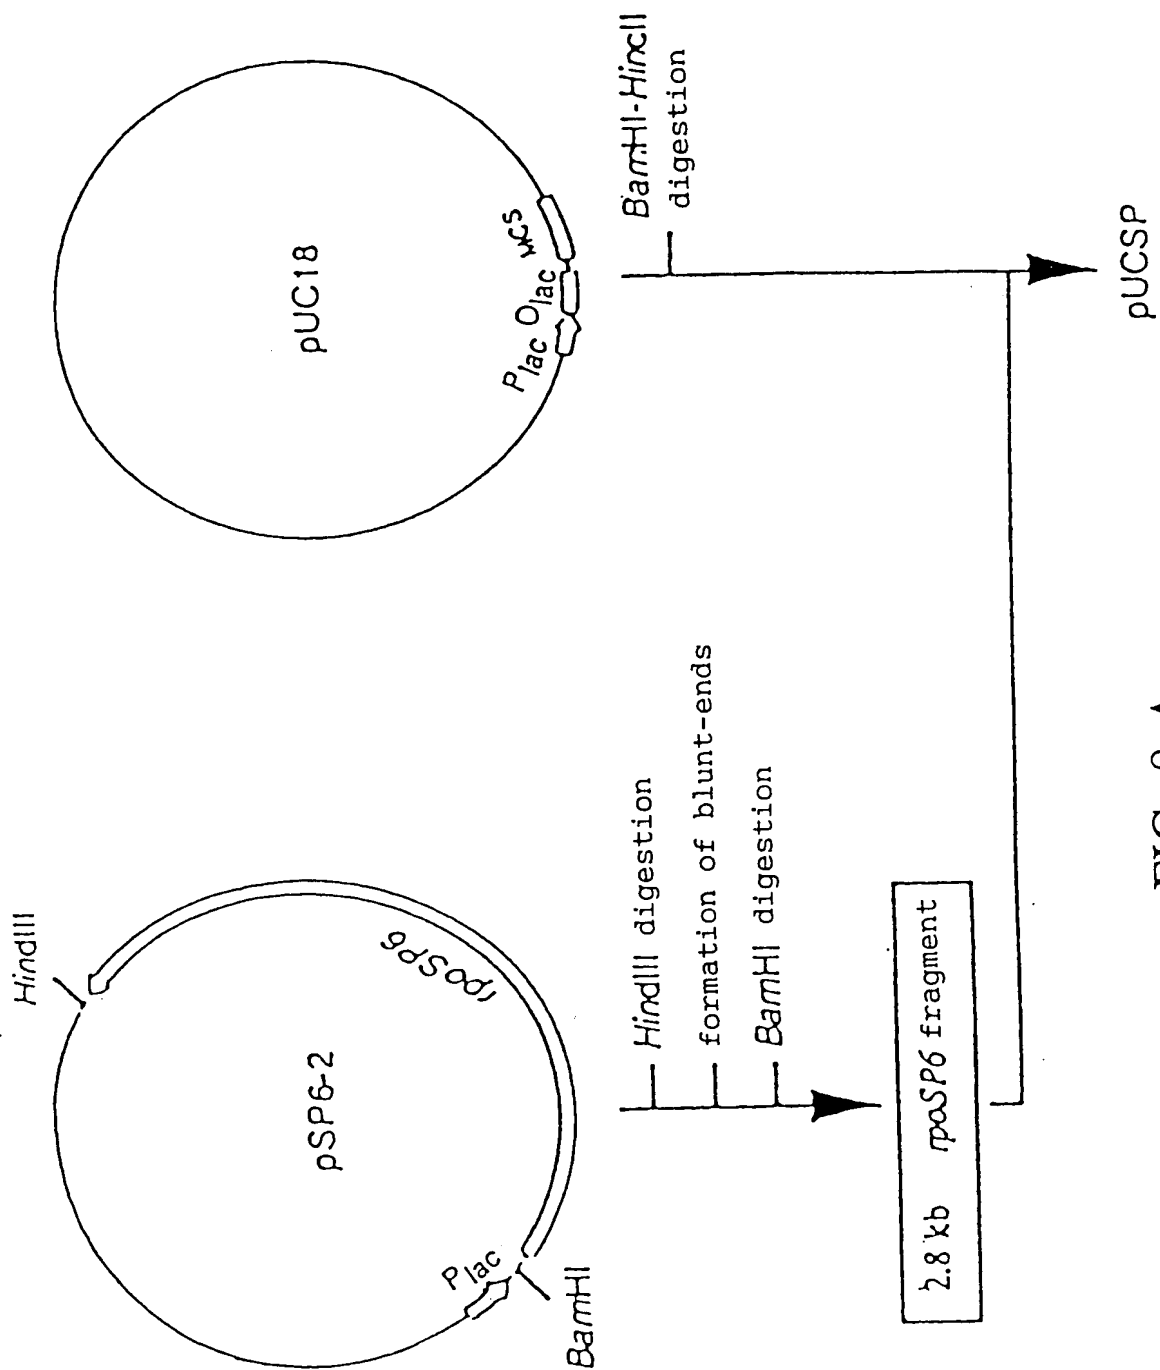 HindIII
pSP6-2
rpoSP6
Plac
BamHI
HindIII digestion
formation of blunt-ends
BamHI digestion
2.8 kb rpoSP6 fragment
pUC18
Plac Olac MCS
BamHI-HincII
digestion
pUCSP